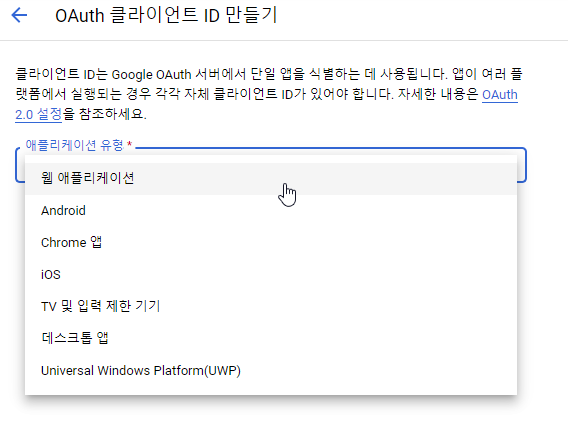 OAuth 클라이언트 ID 만들기
클라이언트 ID는 Google OAuth 서버에서 단일 앱을 식별하는 데 사용됩니다. 앱이 여러 플
랫폼에서 실행되는 경우 각각 자체 클라이언트 ID가 있어야 합니다. 자세한 내용은 OAuth
2.0 설정을 참조하세요.
애플리케이션 유형 *
웹 애플리케이션
Android
Chrome 앱
iOS
TV 및 입력 제한 기기
데스크톱 앱
Universal Windows Platform(UWP)